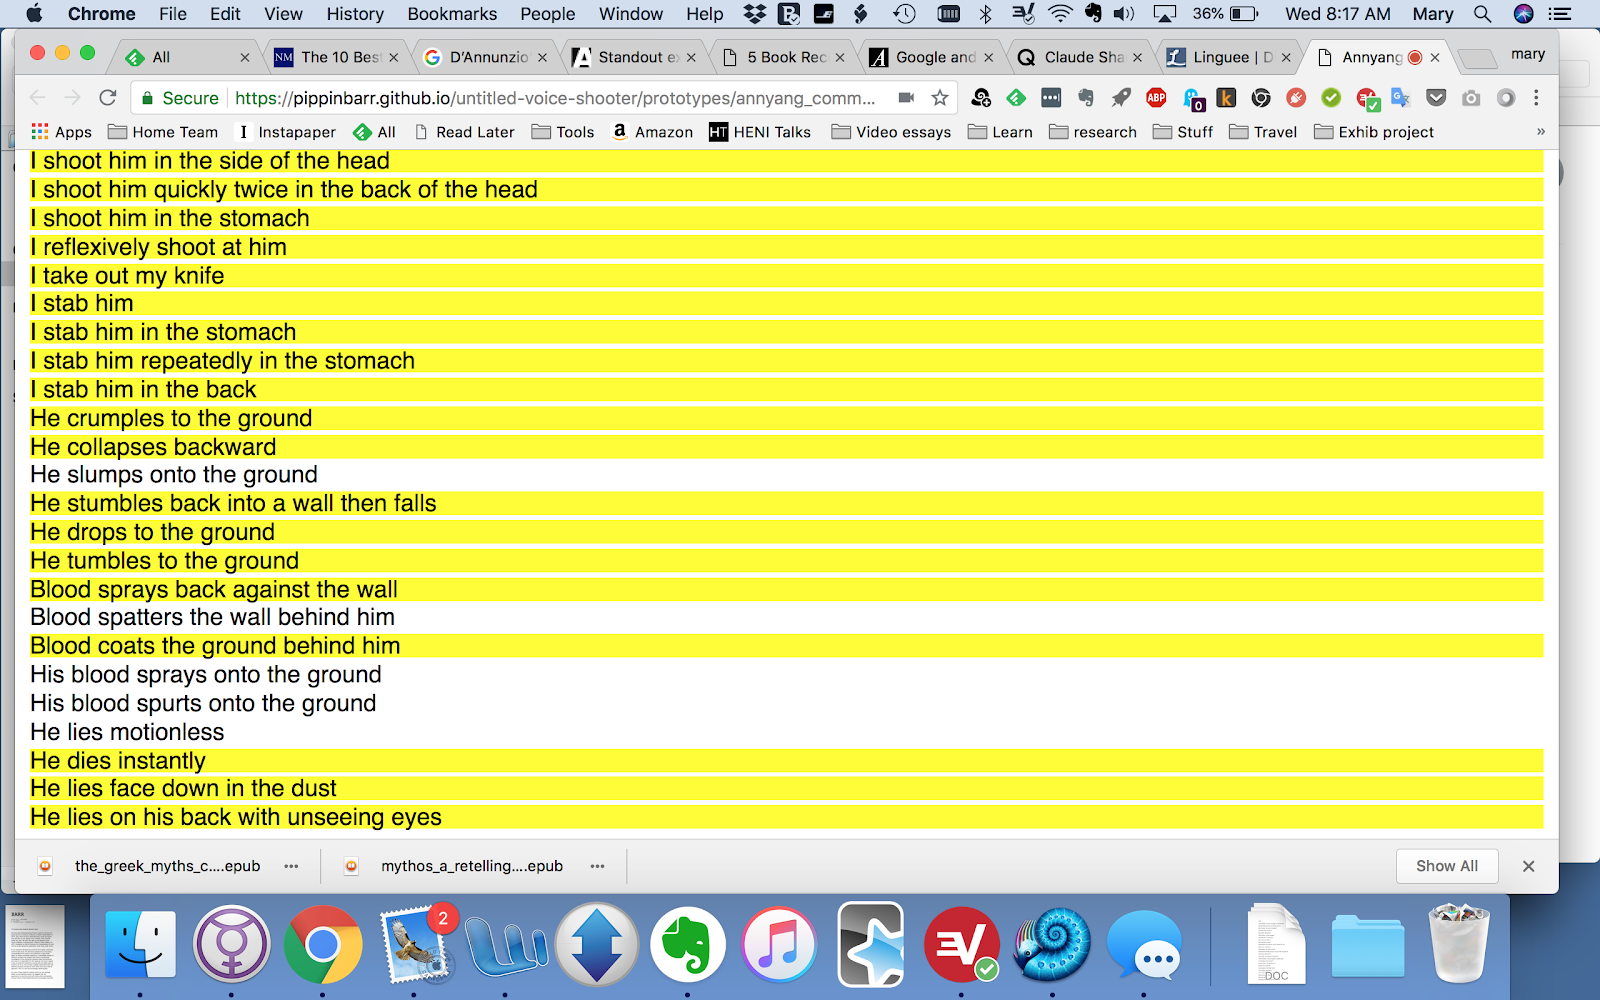 Chrome File Edit View History Bookmarks People Window Help 36% Wed 8:17 AM Mary
All The 10 Bes D'Annunzio Standout e 5 Book Rec Google and Claude Sha Linguee | D Annyang mary
Secure https://pippinbarr.github.io/untitled-voice-shooter/prototypes/annyang_comm... ABP 0 k
Apps Home Team Instapaper All Read Later Tools Amazon HENI Talks Video essays Learn research Stuff Travel Exhib project »
I shoot him in the side of the head
I shoot him quickly twice in the back of the head
I shoot him in the stomach
I reflexively shoot at him
I take out my knife
I stab him
I stab him in the stomach
I stab him repeatedly in the stomach
I stab him in the back
He crumples to the ground
He collapses backward
He slumps onto the ground
He stumbles back into a wall then falls
He drops to the ground
He tumbles to the ground
Blood sprays back against the wall
Blood spatters the wall behind him
Blood coats the ground behind him
His blood sprays onto the ground
His blood spurts onto the ground
He lies motionless
He dies instantly
He lies face down in the dust
He lies on his back with unseeing eyes
the_greek_myths_c....epub mythos_a_retelling....epub Show All
BARR 2 DOC